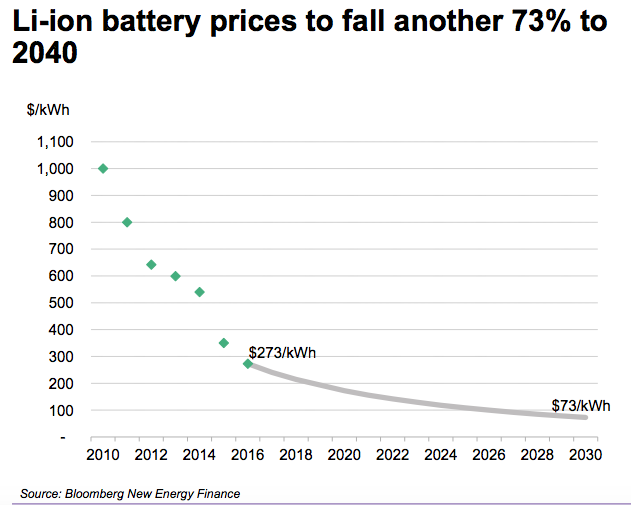 Li-ion battery prices to fall another 73% to
2040
$/kWh
1,100
1,000
900
800
700
600
500
400
300
200
100
-
$273/kWh
$73/kWh
2010 2012 2014 2016 2018 2020 2022 2024 2026 2028 2030
Source: Bloomberg New Energy Finance